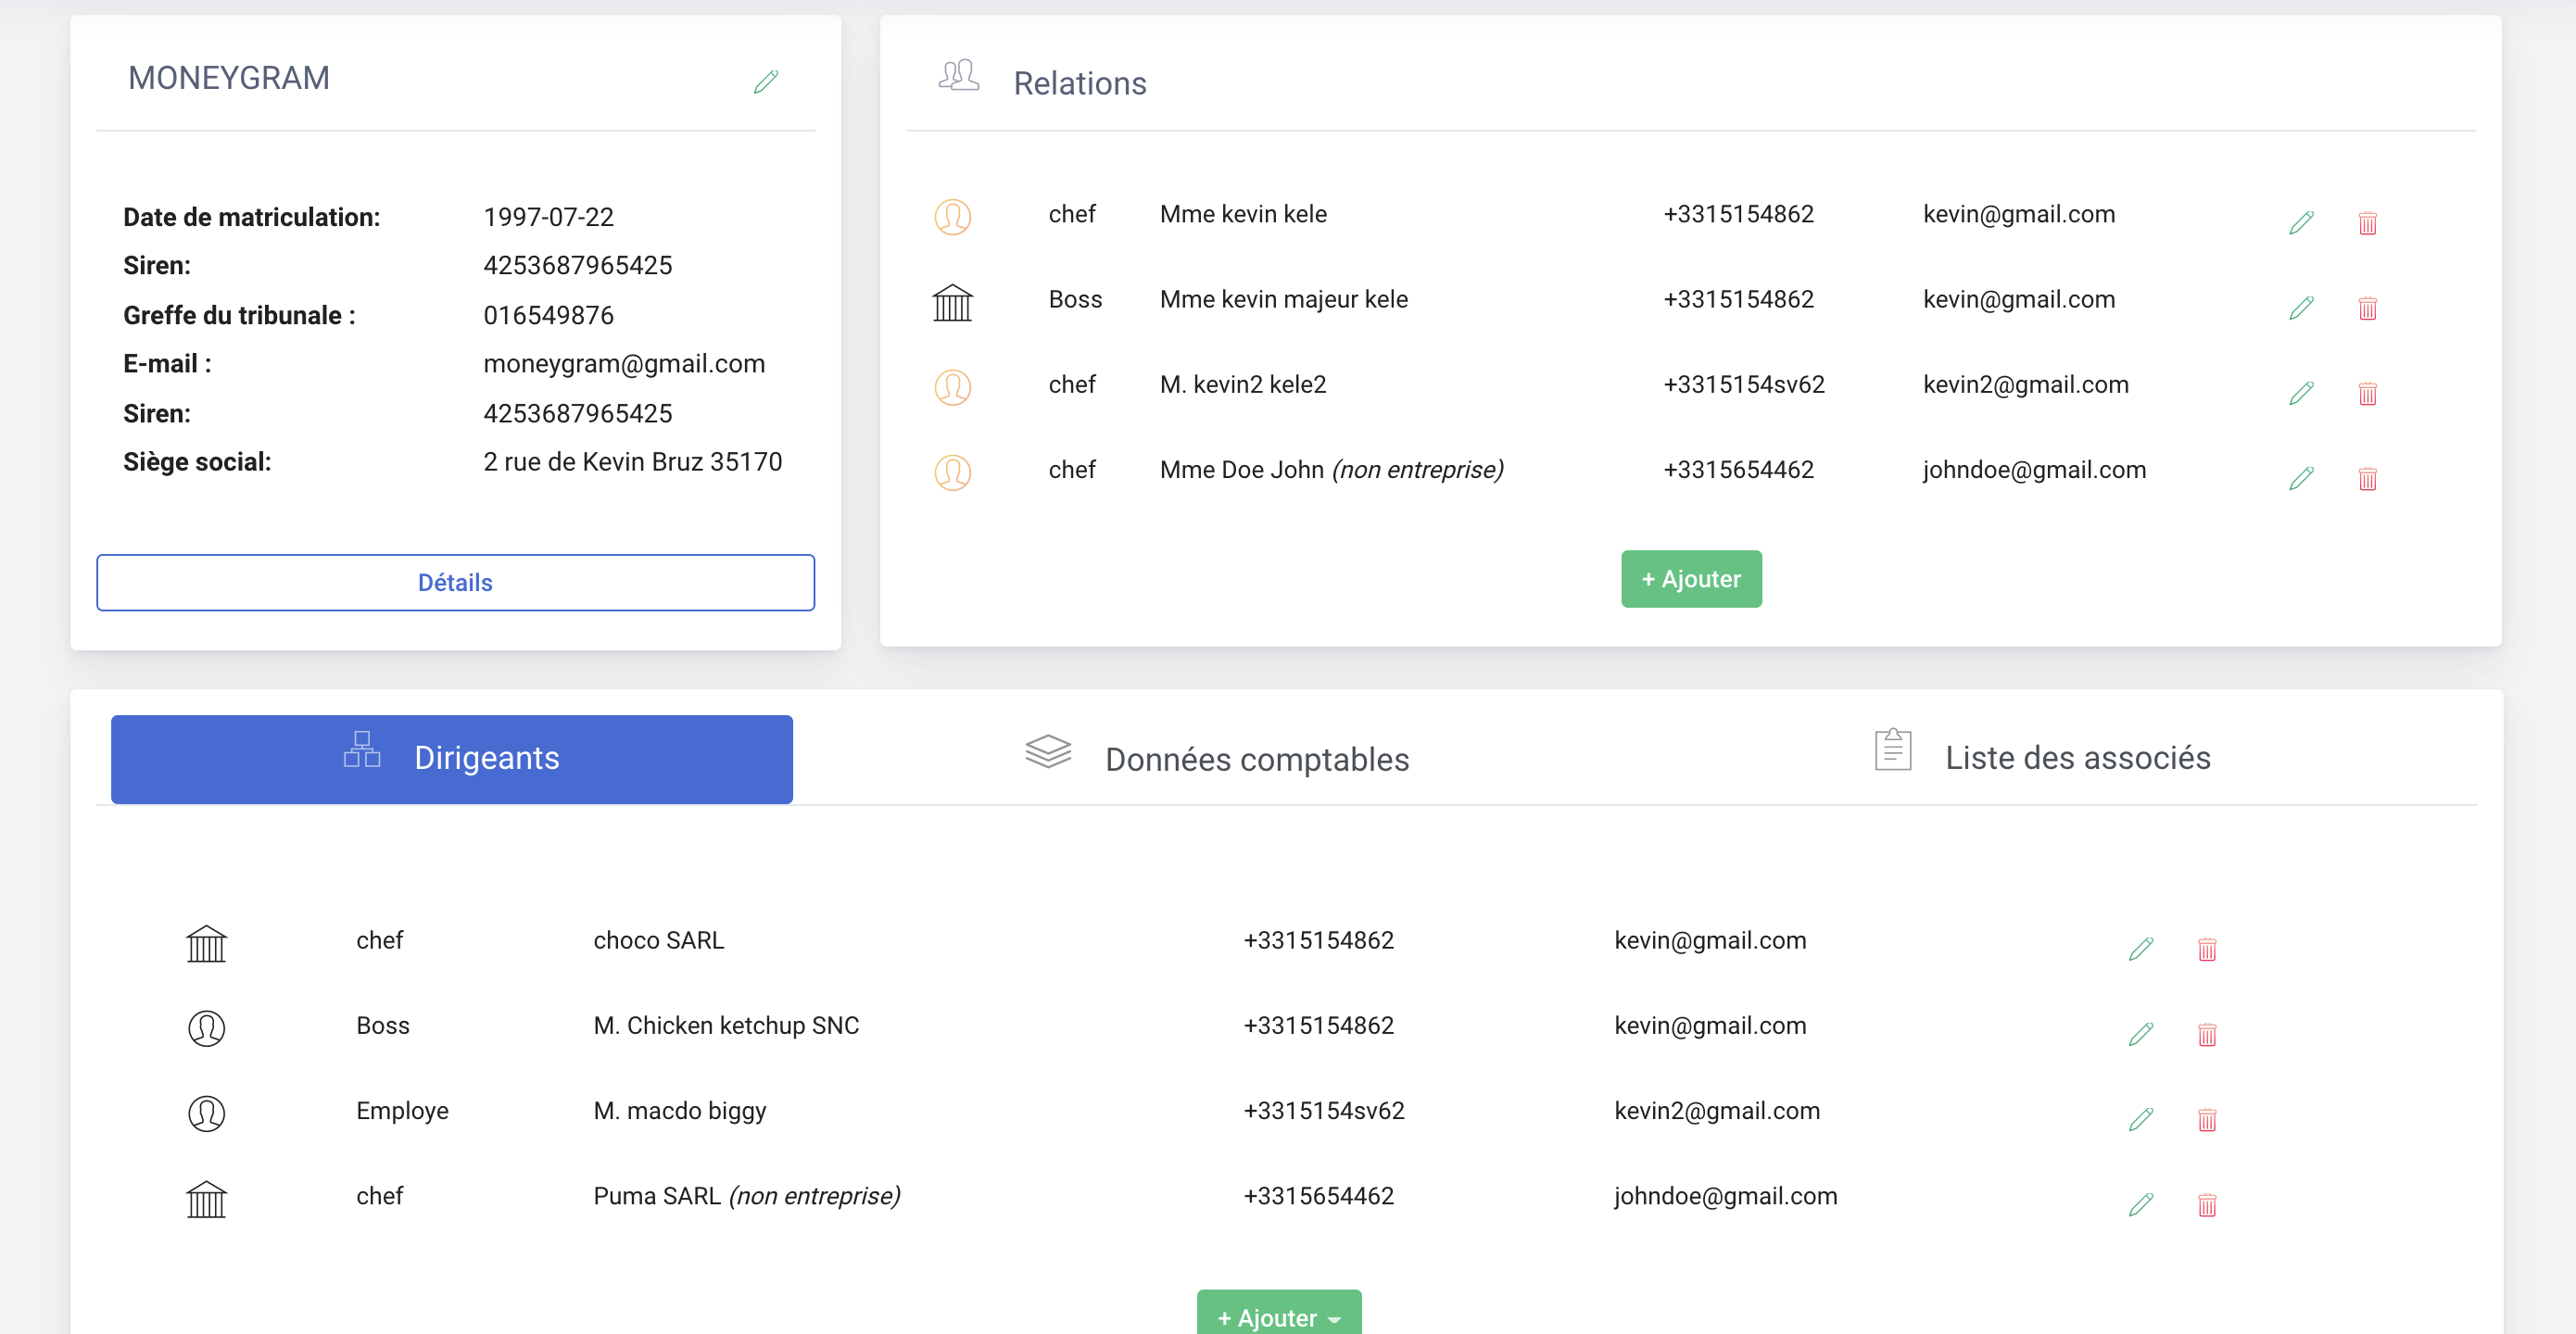 MONEYGRAM
Date de matriculation: 1997-07-22
Siren: 4253687965425
Greffe du tribunale : 016549876
E-mail : moneygram@gmail.com
Siren: 4253687965425
Siège social: 2 rue de Kevin Bruz 35170
Détails
Relations
chef Mme kevin kele +3315154862 kevin@gmail.com
Boss Mme kevin majeur kele +3315154862 kevin@gmail.com
chef M. kevin2 kele2 +3315154sv62 kevin2@gmail.com
chef Mme Doe John (non entreprise) +3315654462 johndoe@gmail.com
+ Ajouter
Dirigeants Données comptables Liste des associés
chef choco SARL +3315154862 kevin@gmail.com
Boss M. Chicken ketchup SNC +3315154862 kevin@gmail.com
Employe M. macdo biggy +3315154sv62 kevin2@gmail.com
chef Puma SARL (non entreprise) +3315654462 johndoe@gmail.com
+ Ajouter